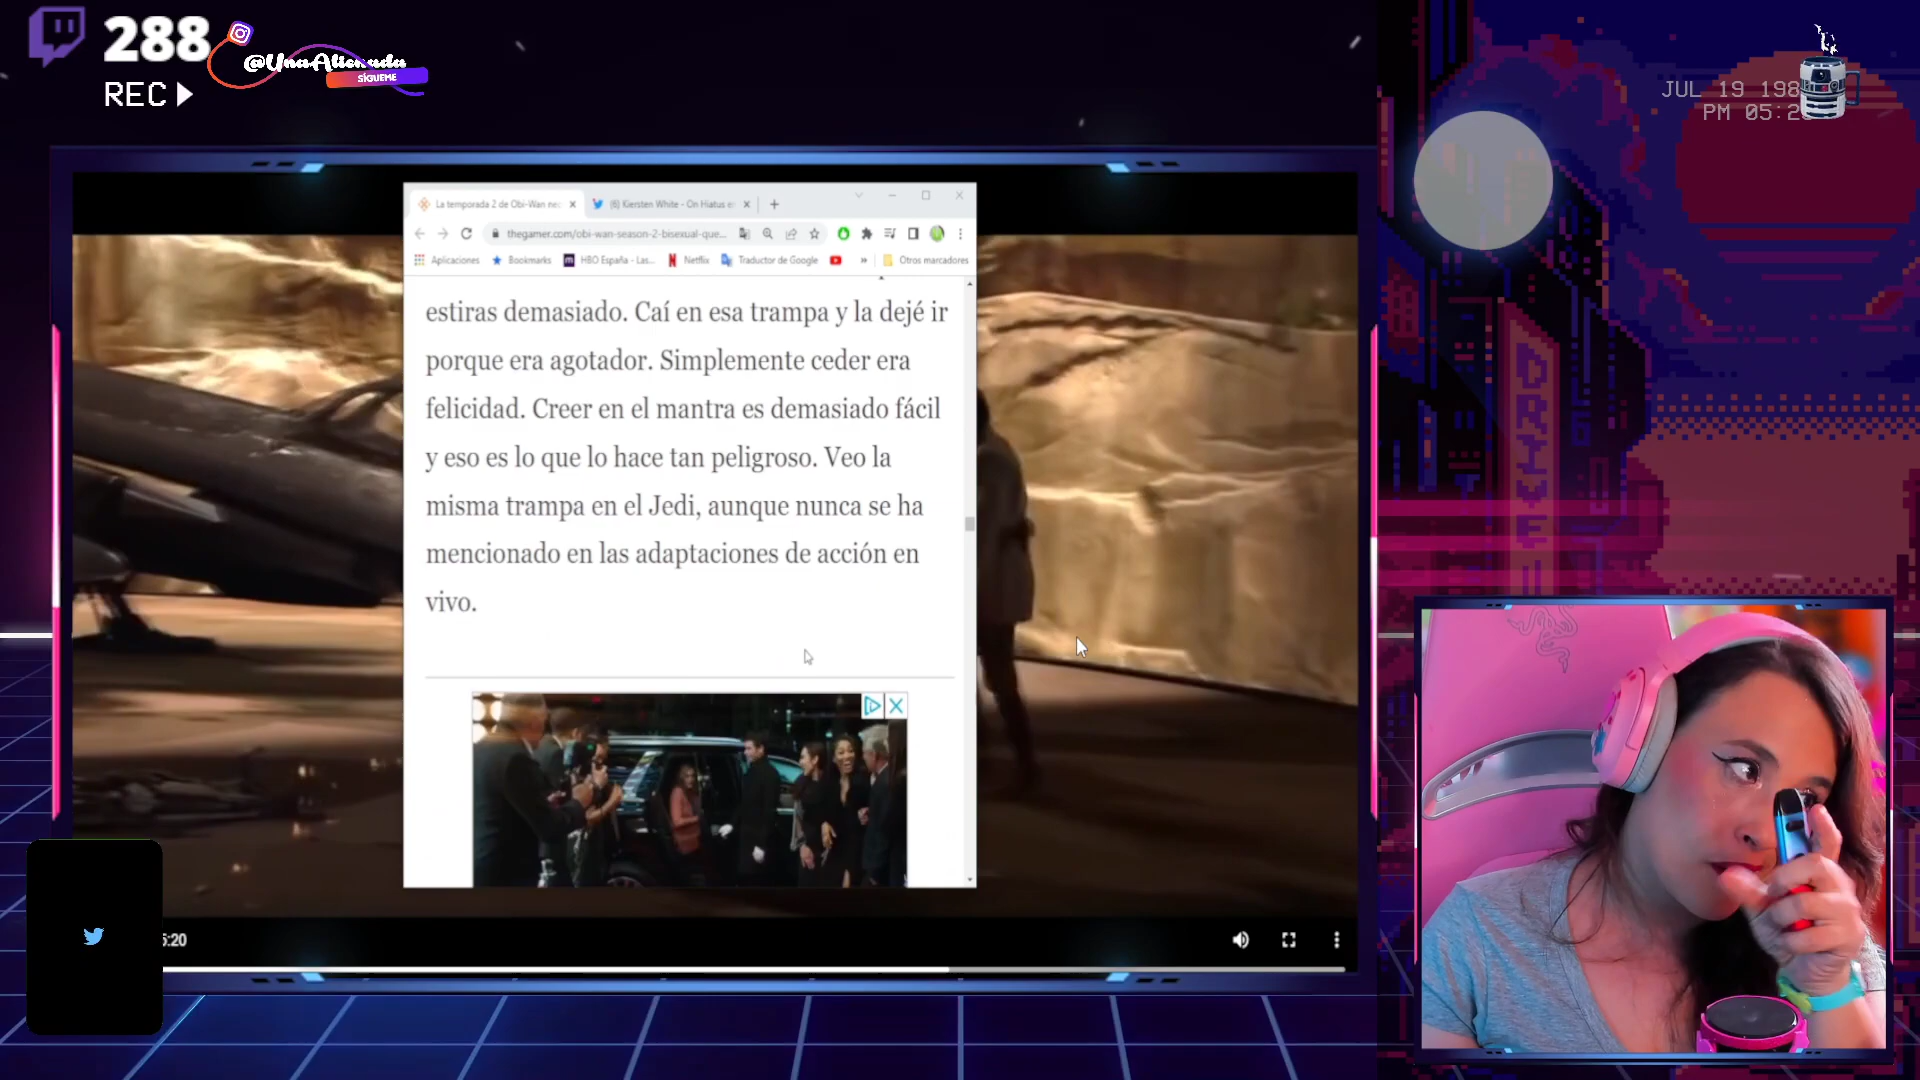 288
@UnaAlienada
SÍGUEME
REC
JUL 19 198
PM 05:2
La temporada 2 de Obi-Wan nec
(6) Kiersten White - On Hiatus e
thegamer.com/obi-wan-season-2-bisexual-que...
Aplicaciones
Bookmarks
HBO España - Las...
Netflix
Traductor de Google
»
Otros marcadores
estiras demasiado. Caí en esa trampa y la dejé ir
porque era agotador. Simplemente ceder era
felicidad. Creer en el mantra es demasiado fácil
y eso es lo que lo hace tan peligroso. Veo la
misma trampa en el Jedi, aunque nunca se ha
mencionado en las adaptaciones de acción en
vivo.
DRIVE
5:20